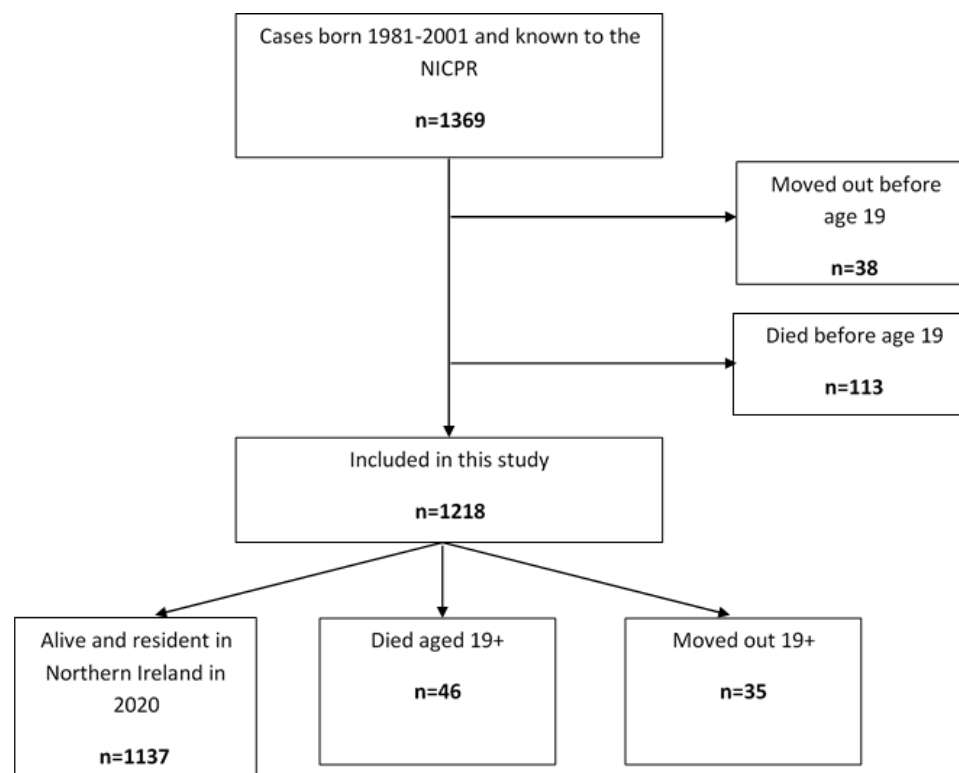 Cases born 1981-2001 and known to the
NICPR
n=1369
Moved out before
age 19
n=38
Died before age 19
n=113
Included in this study
n=1218
Alive and resident in
Northern Ireland in
2020
n=1137
Died aged 19+
n=46
Moved out 19+
n=35